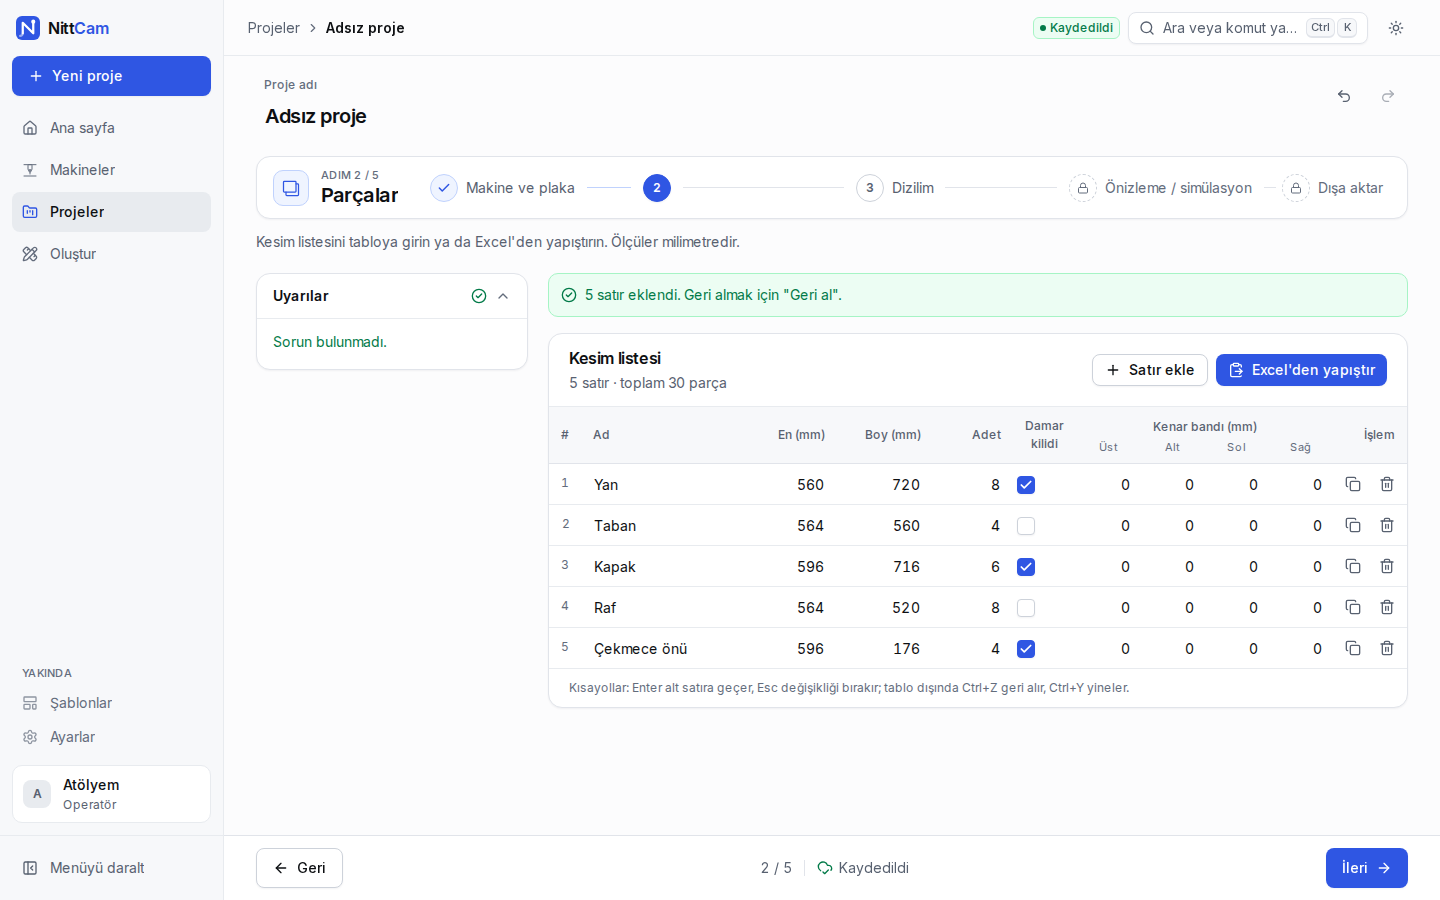 NittCam
Yeni proje
Ana sayfa
Makineler
Projeler
Oluştur
YAKINDA
Şablonlar
Ayarlar
A
Atölyem
Operatör
Menüyü daralt
Projeler > Adsız proje
Kaydedildi
Ara veya komut ya... Ctrl K
Proje adı
Adsız proje
ADIM 2 / 5
Parçalar
Makine ve plaka
2
3 Dizilim
Önizleme / simülasyon
Dışa aktar
Kesim listesini tabloya girin ya da Excel'den yapıştırın. Ölçüler milimetredir.
Uyarılar
Sorun bulunmadı.
5 satır eklendi. Geri almak için "Geri al".
Kesim listesi
5 satır · toplam 30 parça
Satır ekle
Excel'den yapıştır
# Ad En (mm) Boy (mm) Adet Damar kilidi Kenar bandı (mm) İşlem
Üst Alt Sol Sağ
1 Yan 560 720 8 0 0 0 0
2 Taban 564 560 4 0 0 0 0
3 Kapak 596 716 6 0 0 0 0
4 Raf 564 520 8 0 0 0 0
5 Çekmece önü 596 176 4 0 0 0 0
Kısayollar: Enter alt satıra geçer, Esc değişikliği bırakır; tablo dışında Ctrl+Z geri alır, Ctrl+Y yineler.
Geri
2 / 5
Kaydedildi
İleri